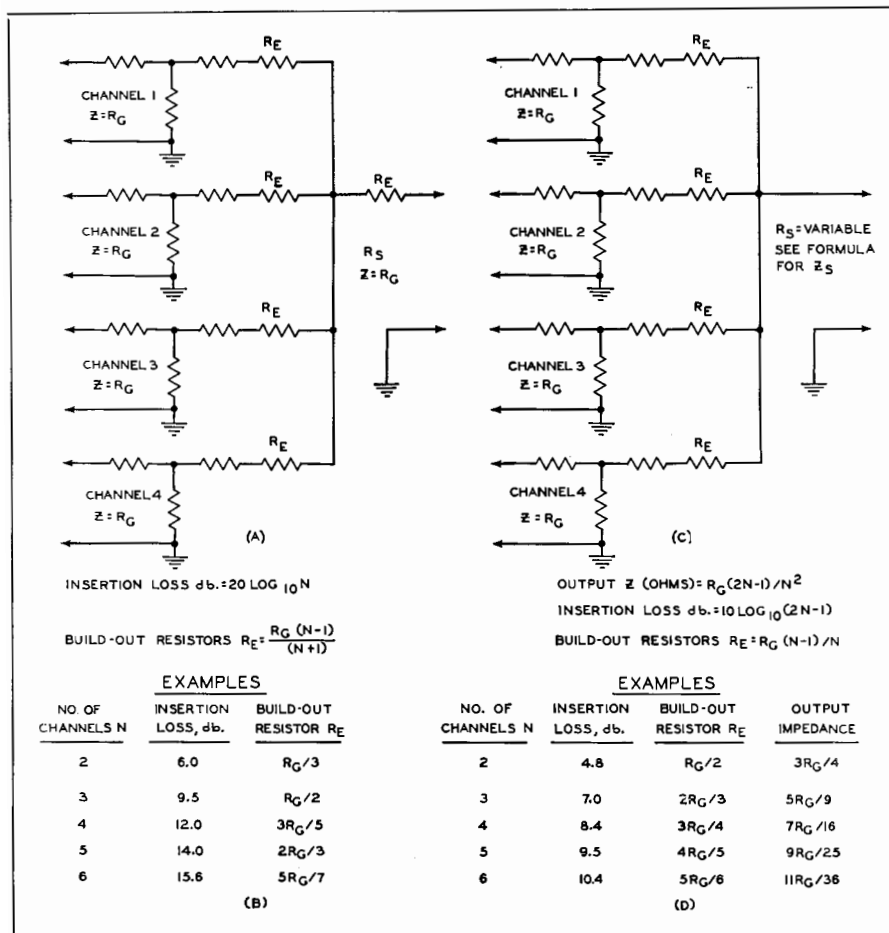 R_E
CHANNEL 1
Z=R_G
R_E
R_E
CHANNEL 2
Z=R_G
R_S
Z=R_G
R_E
CHANNEL 3
Z=R_G
R_E
CHANNEL 4
Z=R_G
(A)
INSERTION LOSS db.=20 LOG 10 N
BUILD-OUT RESISTORS R_E=R_G (N-1)/(N+1)
EXAMPLES
NO. OF CHANNELS N INSERTION LOSS, db. BUILD-OUT RESISTOR R_E
2 6.0 R_G/3
3 9.5 R_G/2
4 12.0 3R_G/5
5 14.0 2R_G/3
6 15.6 5R_G/7
(B)
R_E
CHANNEL 1
Z=R_G
R_E
CHANNEL 2
Z=R_G
R_S=VARIABLE
SEE FORMULA
FOR Z_S
R_E
CHANNEL 3
Z=R_G
R_E
CHANNEL 4
Z=R_G
(C)
OUTPUT Z (OHMS)=R_G(2N-1)/N²
INSERTION LOSS db.=10 LOG₁₀(2N-1)
BUILD-OUT RESISTORS R_E=R_G (N-1)/N
EXAMPLES
NO. OF CHANNELS N INSERTION LOSS, db. BUILD-OUT RESISTOR R_E OUTPUT IMPEDANCE
2 4.8 R_G/2 3R_G/4
3 7.0 2R_G/3 5R_G/9
4 8.4 3R_G/4 7R_G/16
5 9.5 4R_G/5 9R_G/25
6 10.4 5R_G/6 11R_G/36
(D)